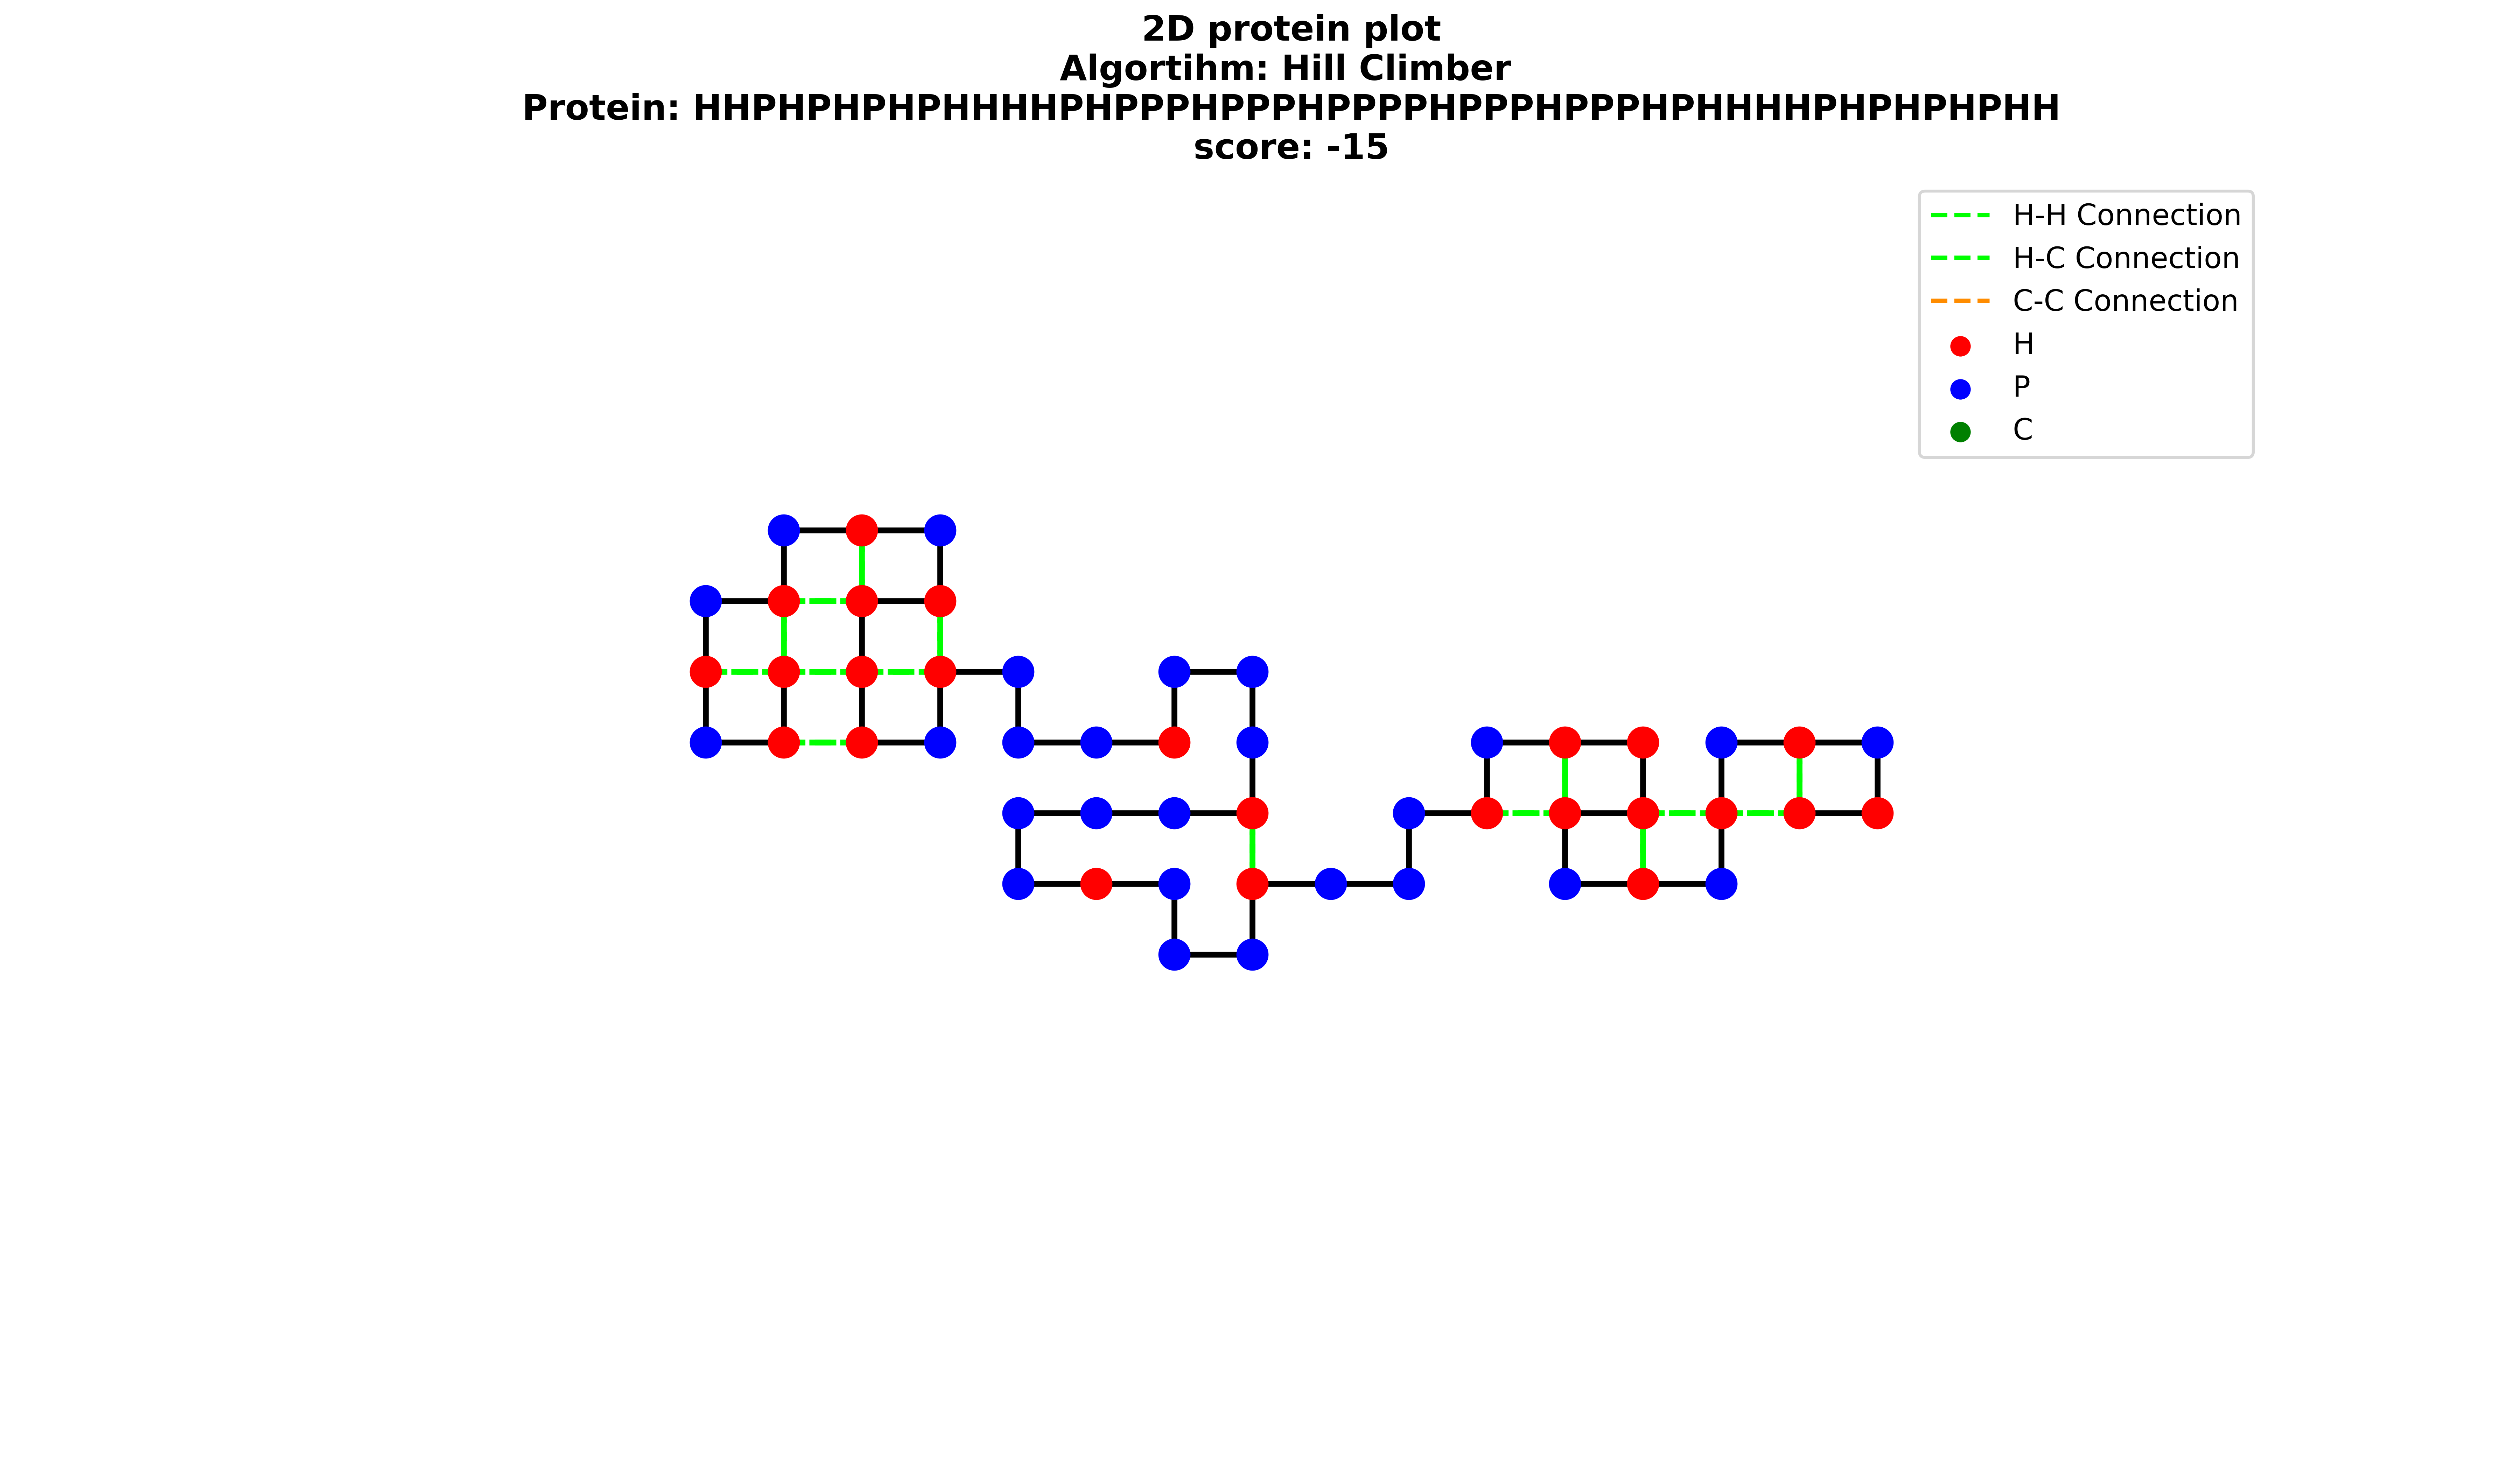 2D protein plot
Algortihm: Hill Climber
Protein: HHPHPHPHPHHHHPHPPPHPPPHPPPPHPPPHPPPHPHHHHPHPHPHPHH
score: -15
H-H Connection
H-C Connection
C-C Connection
H
P
C